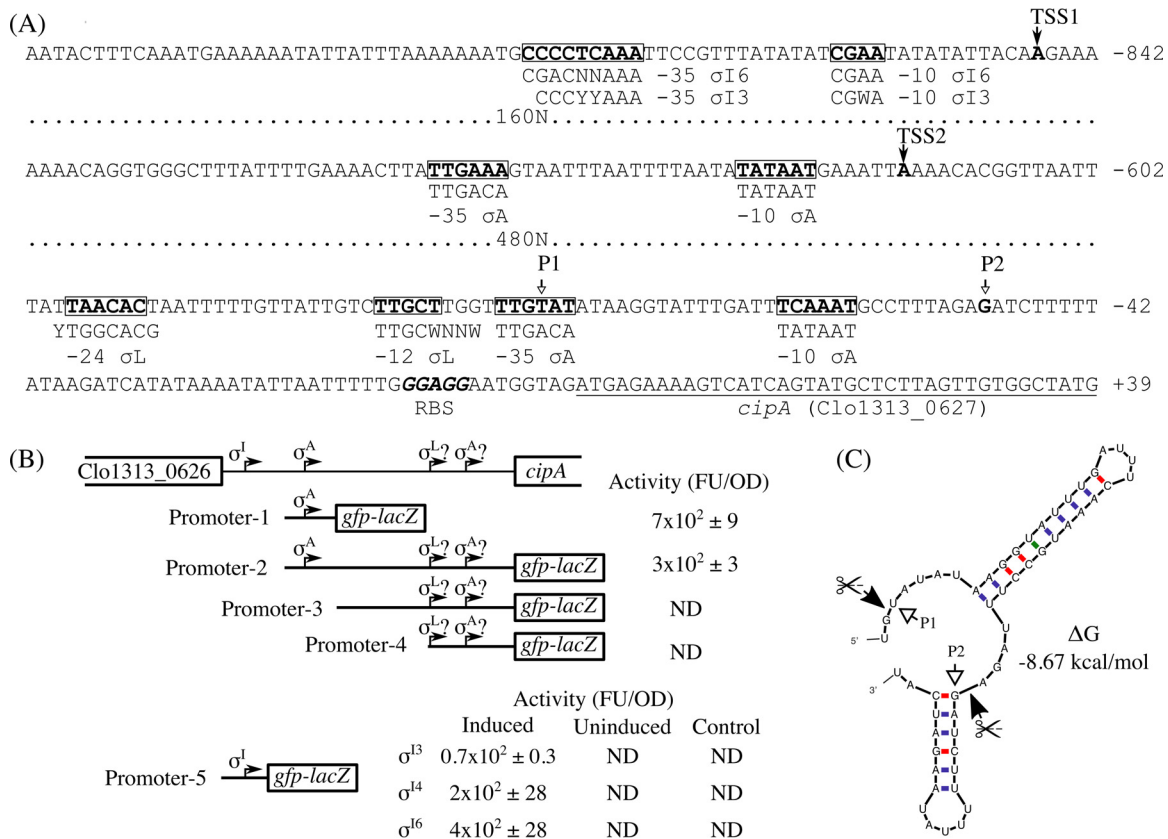 (A)
TSS1
AATACTTTCAAATGAAAAAATATTATTTAAAAAAATGCCCCTCAAATTCCGTTTATATATCGAATATATATTACAAGAAA -842
CGACNNAAA -35 σI6 CGAA -10 σI6
CCCYYAAA -35 σI3 CGWA -10 σI3
160N
TSS2
AAAACAGGTGGGCTTTATTTTGAAAACTTATTGAAAGTAATTTAATTTTAATATATAATGAAATTAAAACACGGTTAATT -602
TTGACA TATAAT
-35 σA -10 σA
480N
P1 P2
TATTAACACTAATTTTTGTTATTGTCTTGCTTGGTTTGTATATAAGGTATTTGATTTCAAATGCCTTTAGAGATCTTTTT -42
YTGGCACG TTGCWNNW TTGACA TATAAT
-24 σL -12 σL -35 σA -10 σA
ATAAGATCATATAAAATATTAATTTTTGGGAGGAATGGTAGATGAGAAAAGTCATCAGTATGCTCTTAGTTGTGGCTATG +39
RBS cipA (Clo1313_0627)
(B)
Clo1313_0626 σI σA σL? σA? cipA
Activity (FU/OD)
Promoter-1 σA gfp-lacZ 7x10² ± 9
Promoter-2 σA σL? σA? gfp-lacZ 3x10² ± 3
Promoter-3 σL? σA? gfp-lacZ ND
Promoter-4 σL? σA? gfp-lacZ ND
Activity (FU/OD)
Induced Uninduced Control
Promoter-5 σI gfp-lacZ
σI3 0.7x10² ± 0.3 ND ND
σI4 2x10² ± 28 ND ND
σI6 4x10² ± 28 ND ND
(C)
5' UGUAUAUAAGGUAUUUGAUUUCAAAUGCCUUUAGAGAUCUUUUUAUAAGAUCAU 3'
P1
P2
ΔG
-8.67 kcal/mol